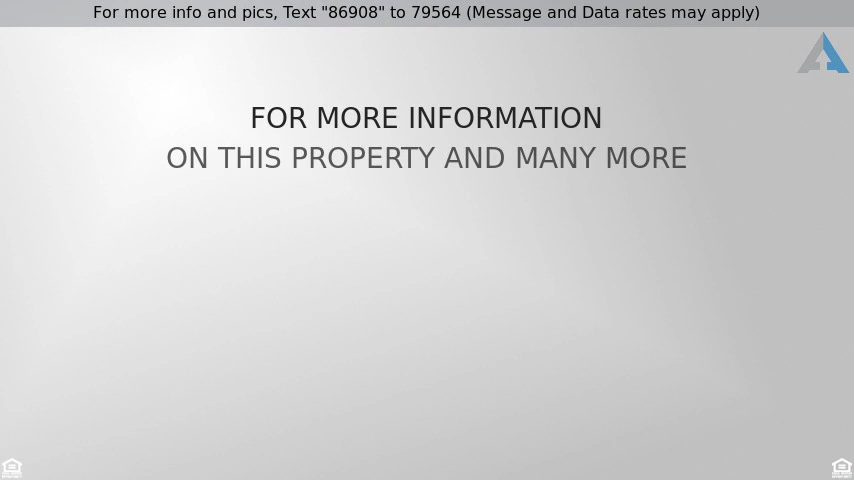 For more info and pics, Text "86908" to 79564 (Message and Data rates may apply)
FOR MORE INFORMATION
ON THIS PROPERTY AND MANY MORE